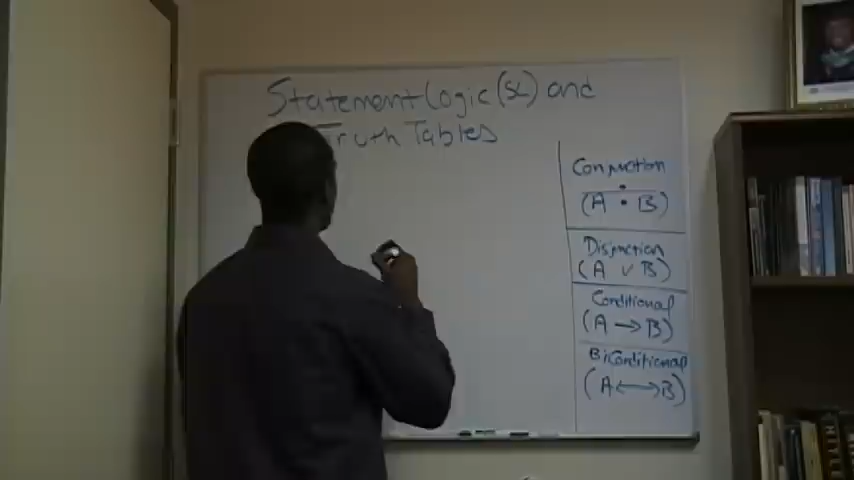 Statement Logic (SL) and
Truth Tables
Conjunction
(A • B)
Disjunction
(A v B)
Conditional
(A → B)
BiConditional
(A ↔ B)